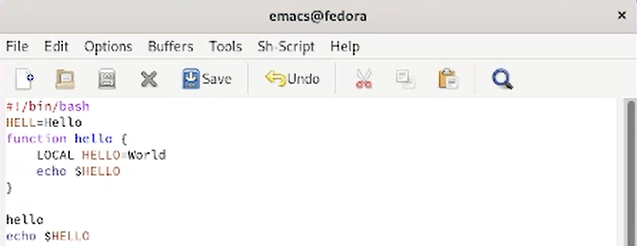 emacs@fedora ×
File Edit Options Buffers Tools Sh-Script Help
Save Undo
#!/bin/bash
HELL=Hello
function hello {
    LOCAL HELLO=World
    echo $HELLO
}
hello
echo $HELLO